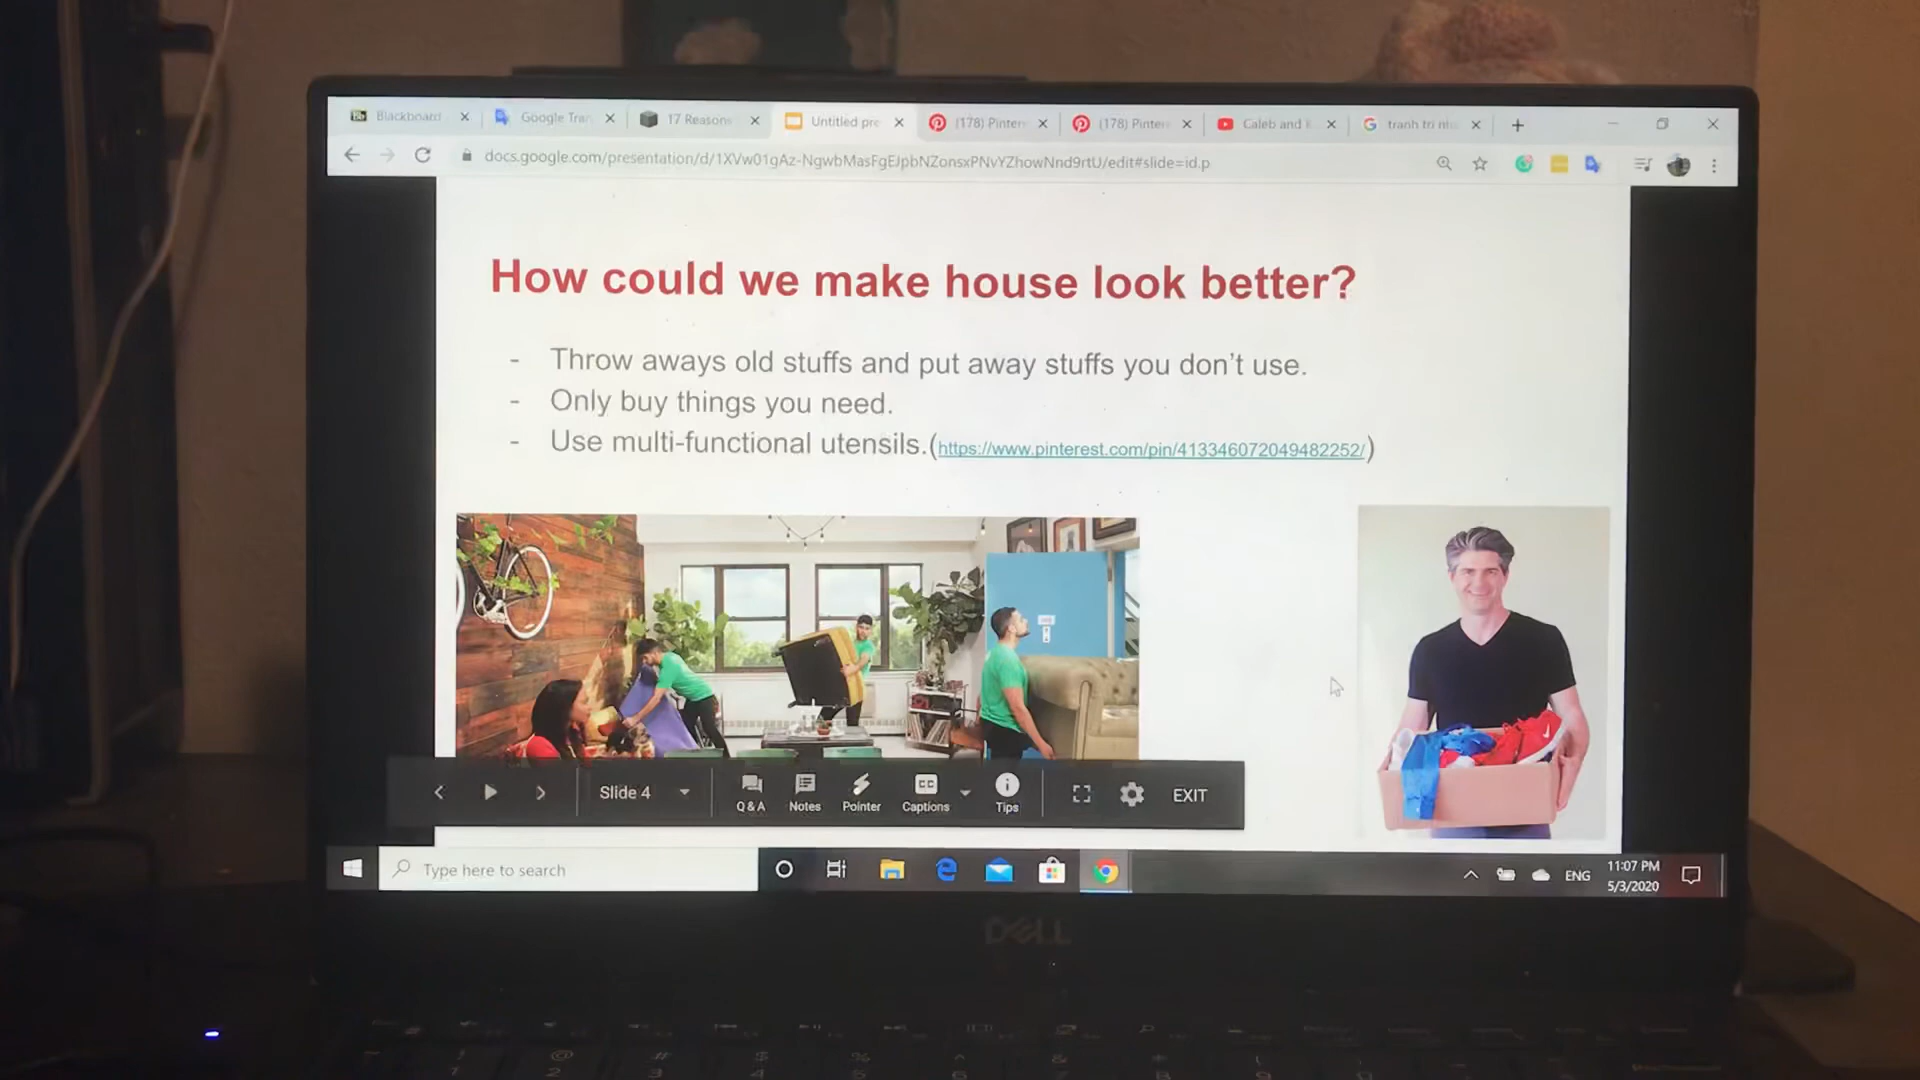 Blackboard
Google Tran
17 Reasons
Untitled pre
(178) Pinter
(178) Pinter
Caleb and
tranh tri
docs.google.com/presentation/d/1XVw01gAz-NgwbMasFgEJpbNZonsxPNvYZhowNnd9rtU/edit#slide=id.p
How could we make house look better?
- Throw aways old stuffs and put away stuffs you don't use.
- Only buy things you need.
- Use multi-functional utensils.(https://www.pinterest.com/pin/413346072049482252/)
Slide 4
Q & A
Notes
Pointer
CC
Captions
Tips
EXIT
Type here to search
ENG
11:07 PM
5/3/2020
DELL